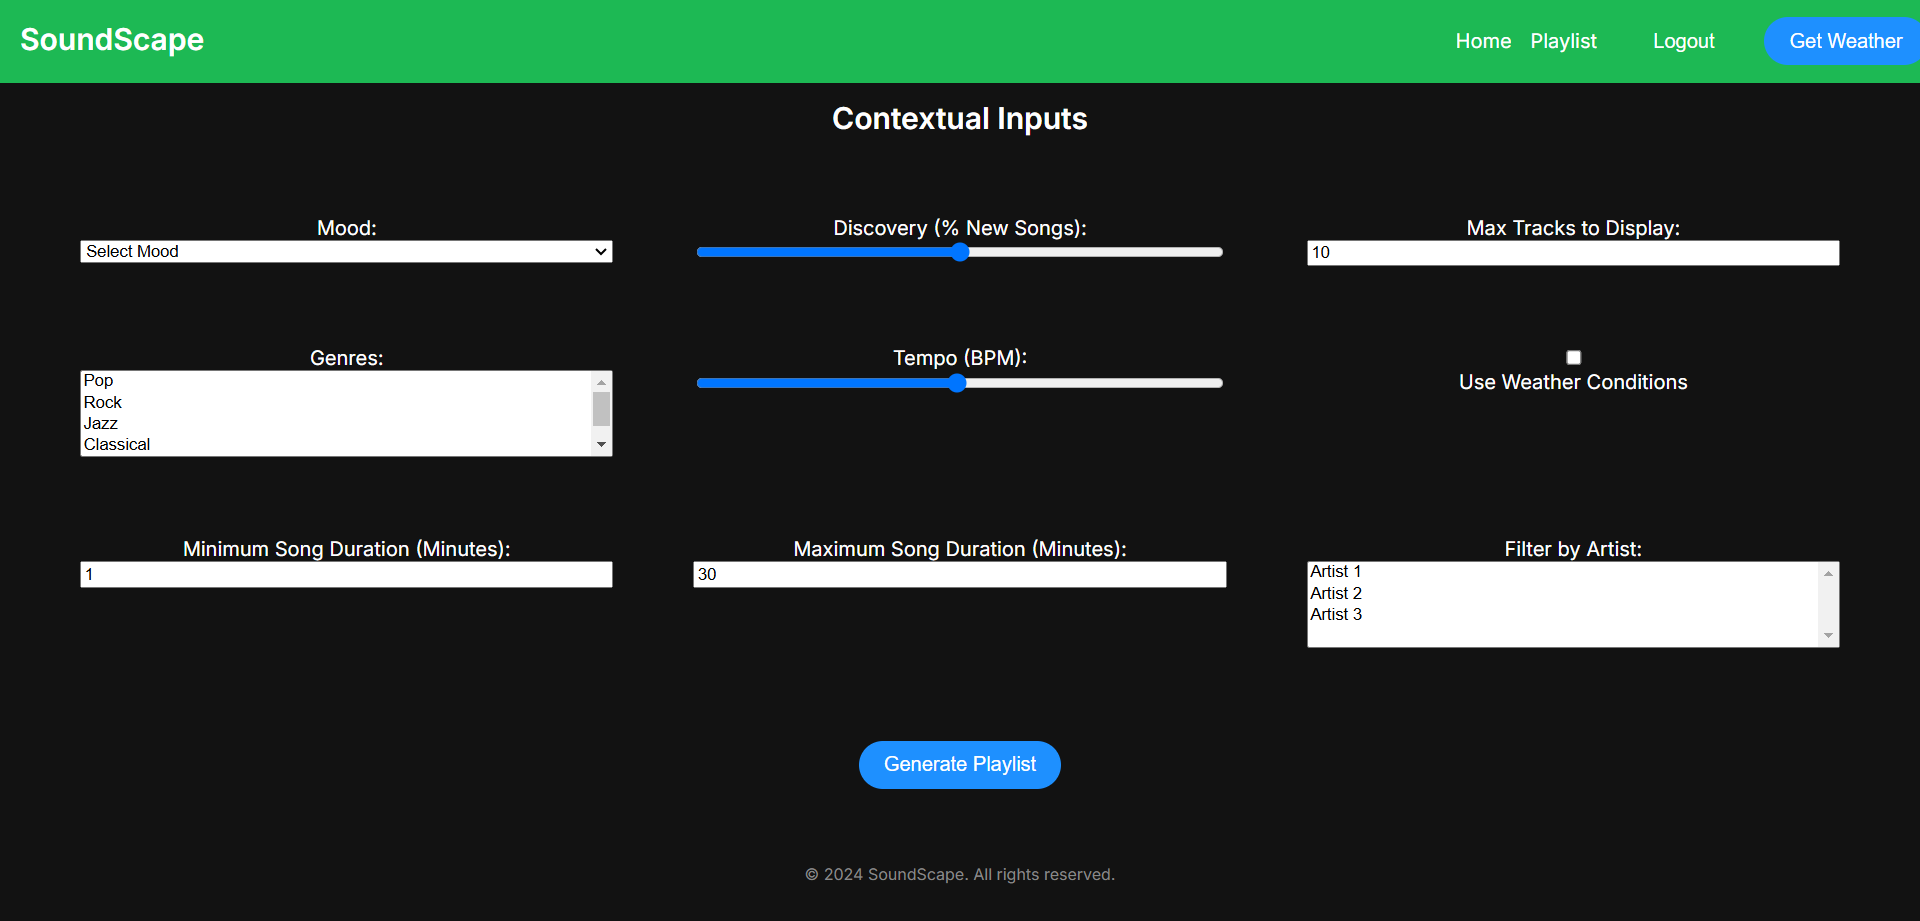 SoundScape
Home Playlist Logout Get Weather
Contextual Inputs
Mood:
Select Mood
Discovery (% New Songs):
Max Tracks to Display:
10
Genres:
Pop
Rock
Jazz
Classical
Tempo (BPM):
Use Weather Conditions
Minimum Song Duration (Minutes):
1
Maximum Song Duration (Minutes):
30
Filter by Artist:
Artist 1
Artist 2
Artist 3
Generate Playlist
© 2024 SoundScape. All rights reserved.